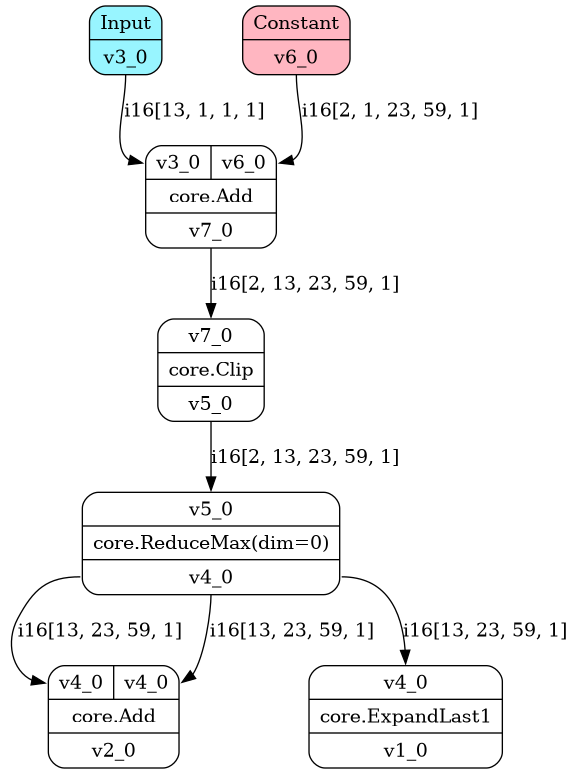 Input
v3_0
Constant
v6_0
i16[13, 1, 1, 1]
i16[2, 1, 23, 59, 1]
v3_0 v6_0
core.Add
v7_0
i16[2, 13, 23, 59, 1]
v7_0
core.Clip
v5_0
i16[2, 13, 23, 59, 1]
v5_0
core.ReduceMax(dim=0)
v4_0
i16[13, 23, 59, 1]
i16[13, 23, 59, 1]
i16[13, 23, 59, 1]
v4_0 v4_0
core.Add
v2_0
v4_0
core.ExpandLast1
v1_0